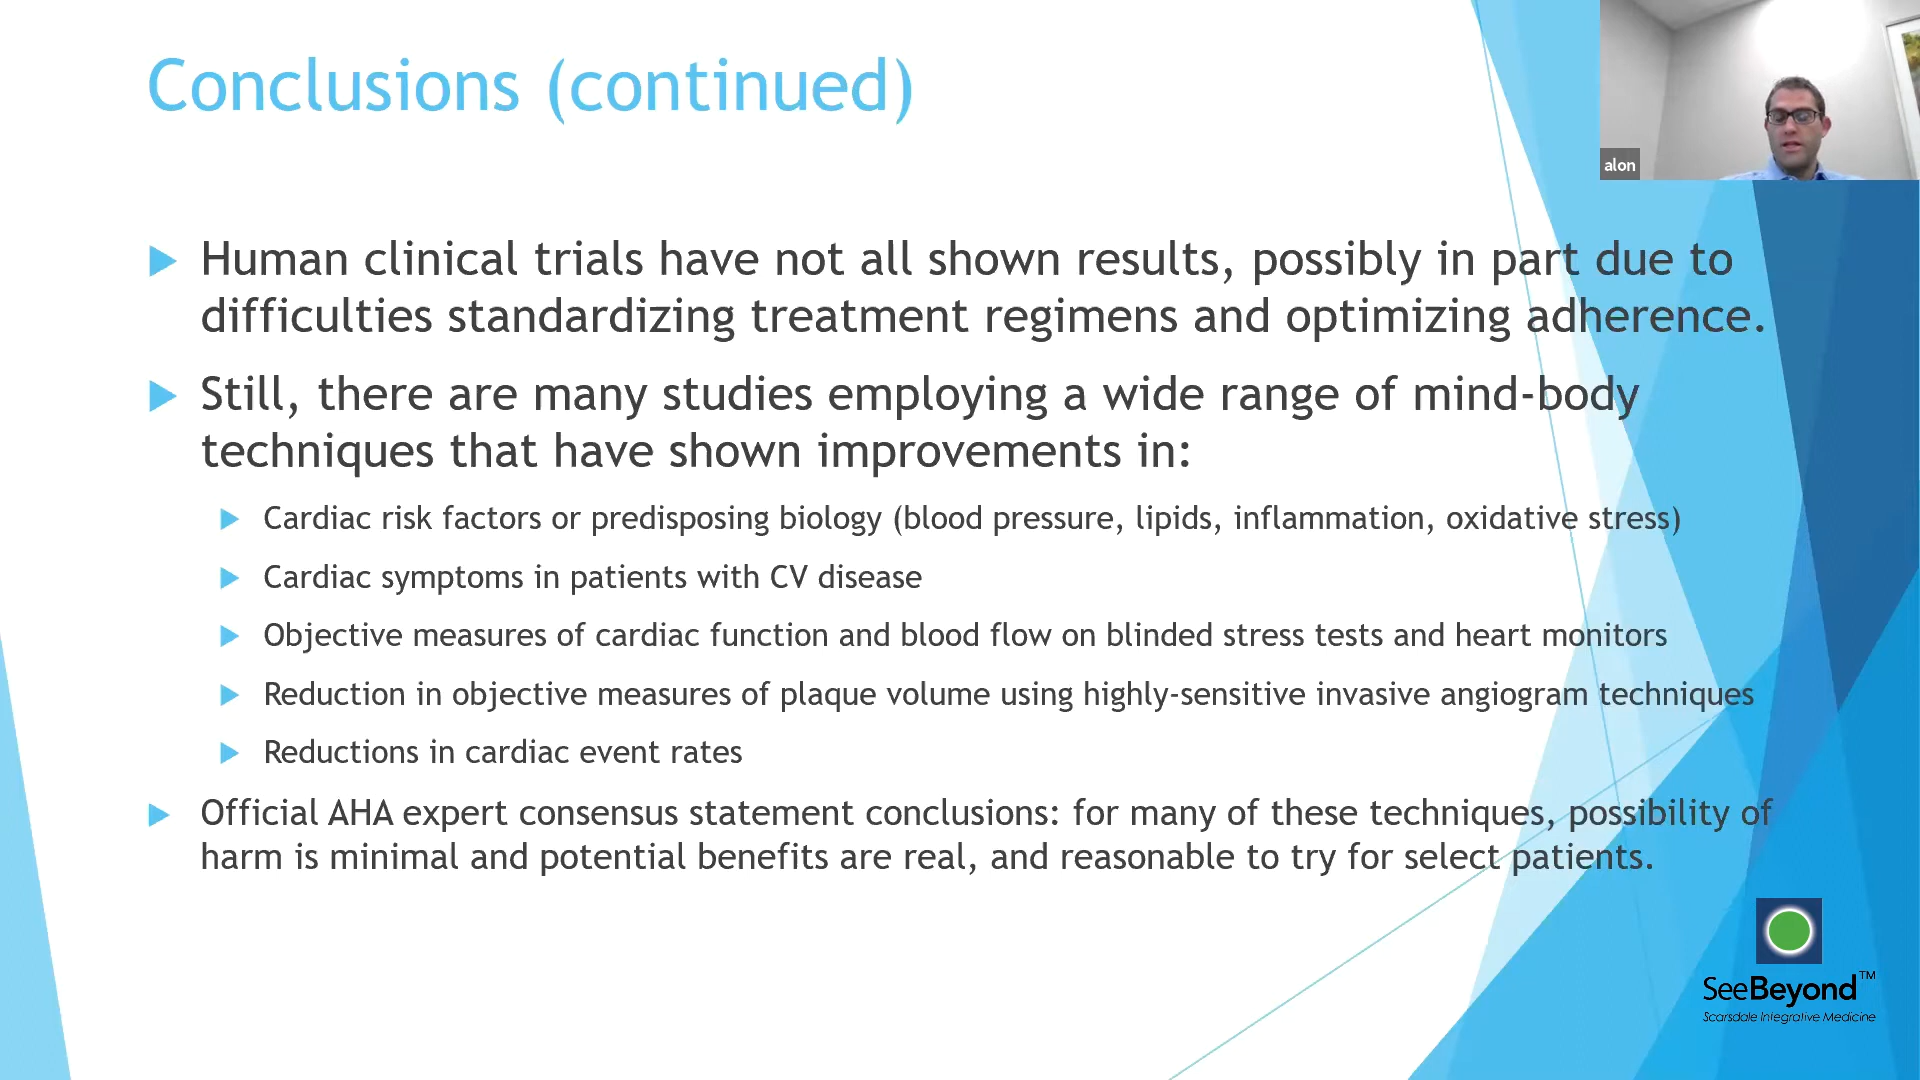 Conclusions (continued)
alon
Human clinical trials have not all shown results, possibly in part due to
difficulties standardizing treatment regimens and optimizing adherence.
Still, there are many studies employing a wide range of mind-body
techniques that have shown improvements in:
Cardiac risk factors or predisposing biology (blood pressure, lipids, inflammation, oxidative stress)
Cardiac symptoms in patients with CV disease
Objective measures of cardiac function and blood flow on blinded stress tests and heart monitors
Reduction in objective measures of plaque volume using highly-sensitive invasive angiogram techniques
Reductions in cardiac event rates
Official AHA expert consensus statement conclusions: for many of these techniques, possibility of
harm is minimal and potential benefits are real, and reasonable to try for select patients.
SeeBeyond™
Scarsdale Integrative Medicine